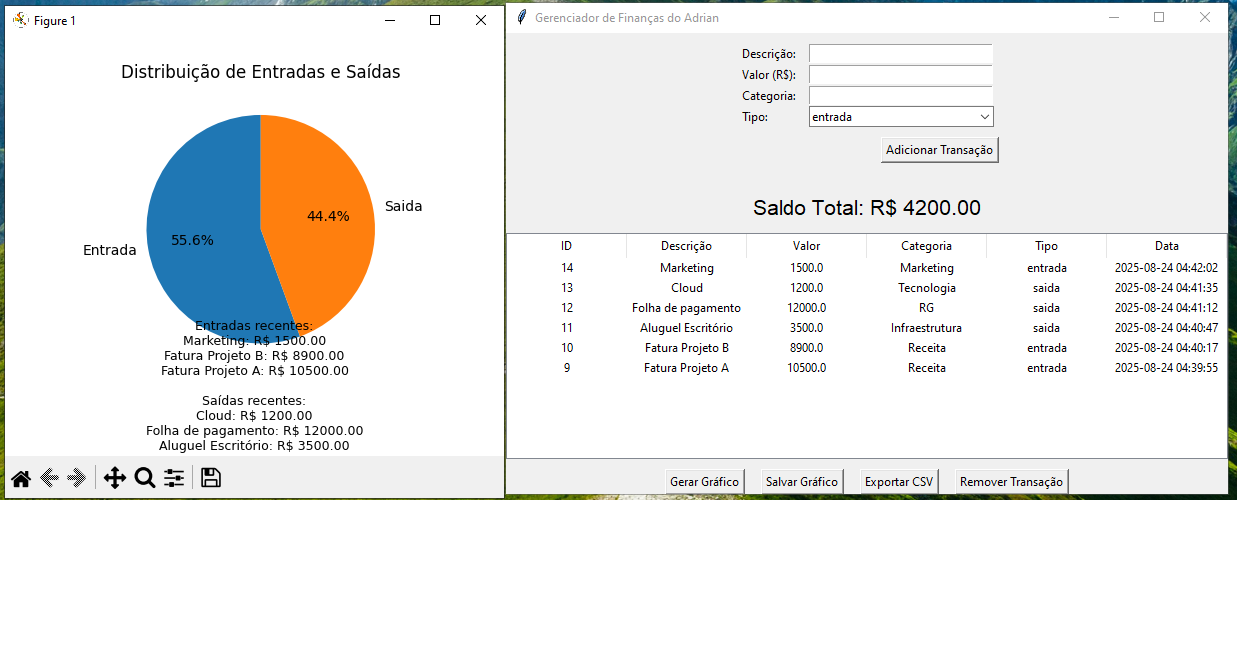 Figure 1
Distribuição de Entradas e Saídas
44.4%
Saida
55.6%
Entrada
Entradas recentes:
Marketing: R$ 1500.00
Fatura Projeto B: R$ 8900.00
Fatura Projeto A: R$ 10500.00
Saídas recentes:
Cloud: R$ 1200.00
Folha de pagamento: R$ 12000.00
Aluguel Escritório: R$ 3500.00
Gerenciador de Finanças do Adrian
Descrição:
Valor (R$):
Categoria:
Tipo: entrada
Adicionar Transação
Saldo Total: R$ 4200.00
ID Descrição Valor Categoria Tipo Data
14 Marketing 1500.0 Marketing entrada 2025-08-24 04:42:02
13 Cloud 1200.0 Tecnologia saida 2025-08-24 04:41:35
12 Folha de pagamento 12000.0 RG saida 2025-08-24 04:41:12
11 Aluguel Escritório 3500.0 Infraestrutura saida 2025-08-24 04:40:47
10 Fatura Projeto B 8900.0 Receita entrada 2025-08-24 04:40:17
9 Fatura Projeto A 10500.0 Receita entrada 2025-08-24 04:39:55
Gerar Gráfico Salvar Gráfico Exportar CSV Remover Transação